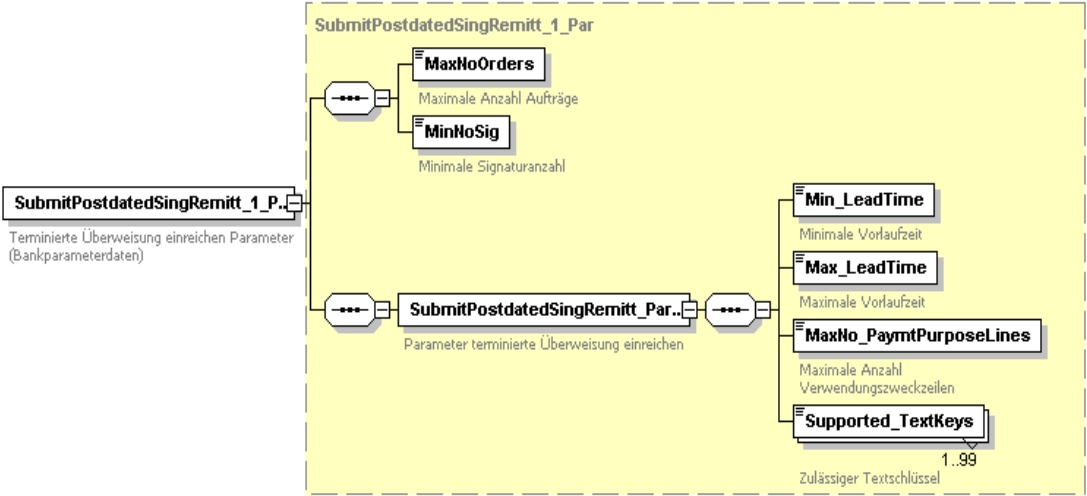 SubmitPostdatedSingRemitt_1_Par
MaxNoOrders
Maximale Anzahl Aufträge
MinNoSig
Minimale Signaturanzahl
SubmitPostdatedSingRemitt_1_P..
Terminierte Überweisung einreichen Parameter
(Bankparameterdaten)
Min_LeadTime
Minimale Vorlaufzeit
Max_LeadTime
Maximale Vorlaufzeit
SubmitPostdatedSingRemitt_Par..
Parameter terminierte Überweisung einreichen
MaxNo_PaymtPurposeLines
Maximale Anzahl
Verwendungszweckzeilen
Supported_TextKeys
1..99
Zulässiger Textschlüssel